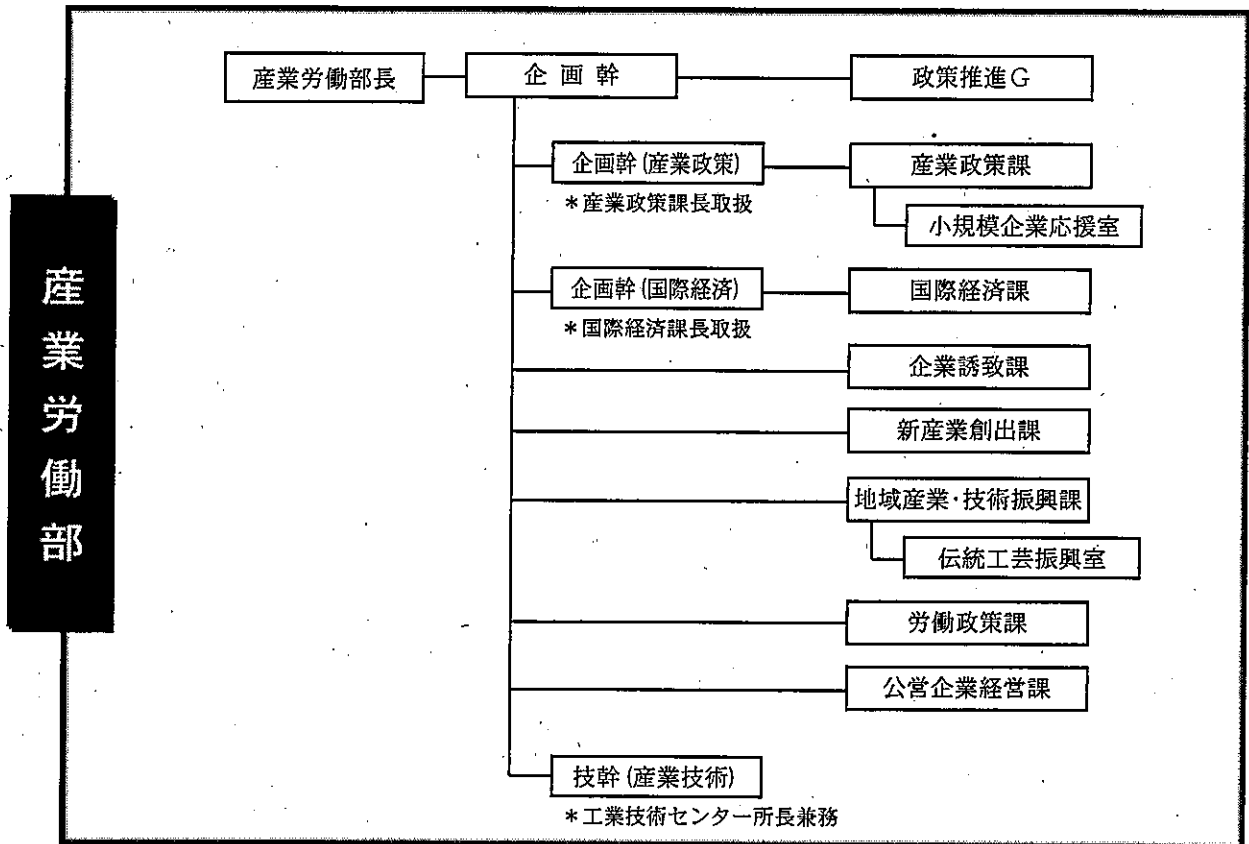 産業労働部
産業労働部長
企画幹
政策推進G
企画幹(産業政策)
産業政策課
*産業政策課長取扱
小規模企業応援室
企画幹(国際経済)
国際経済課
*国際経済課長取扱
企業誘致課
新産業創出課
地域産業・技術振興課
伝統工芸振興室
労働政策課
公営企業経営課
技幹(産業技術)
*工業技術センター所長兼務